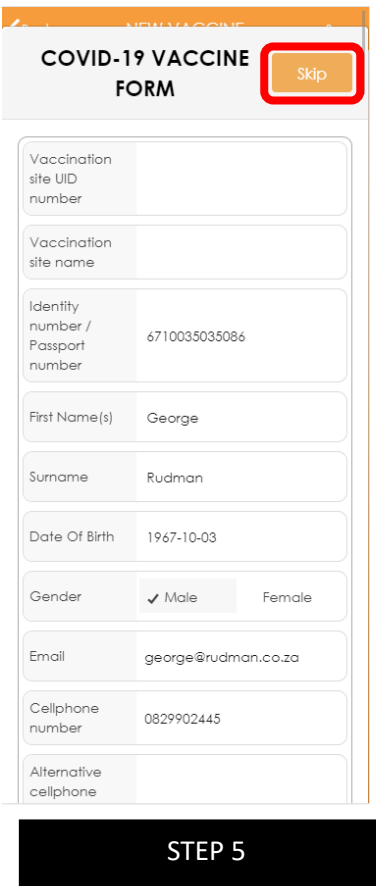 NEW VACCINE
COVID-19 VACCINE
FORM
Skip
Vaccination
site UID
number
Vaccination
site name
Identity
number /
Passport
number
6710035035086
First Name(s)
George
Surname
Rudman
Date Of Birth
1967-10-03
Gender
✓ Male
Female
Email
george@rudman.co.za
Cellphone
number
0829902445
Alternative
cellphone
STEP 5